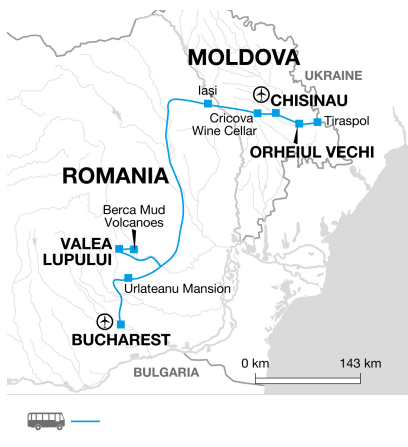 MOLDOVA
UKRAINE
Iaşi
CHISINAU
Cricova
Wine Cellar
Tiraspol
ORHEIUL VECHI
ROMANIA
Berca Mud
Volcanoes
VALEA
LUPULUI
Urlateanu Mansion
BUCHAREST
0 km
143 km
BULGARIA